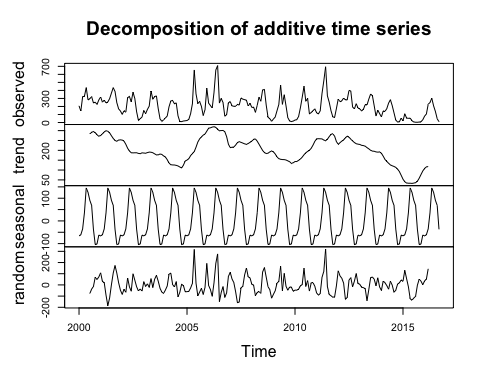 Decomposition of additive time series
observed
0 300 700
trend
50 200
seasonal
-100 0 100
random
-200 0 200
2000 2005 2010 2015
Time